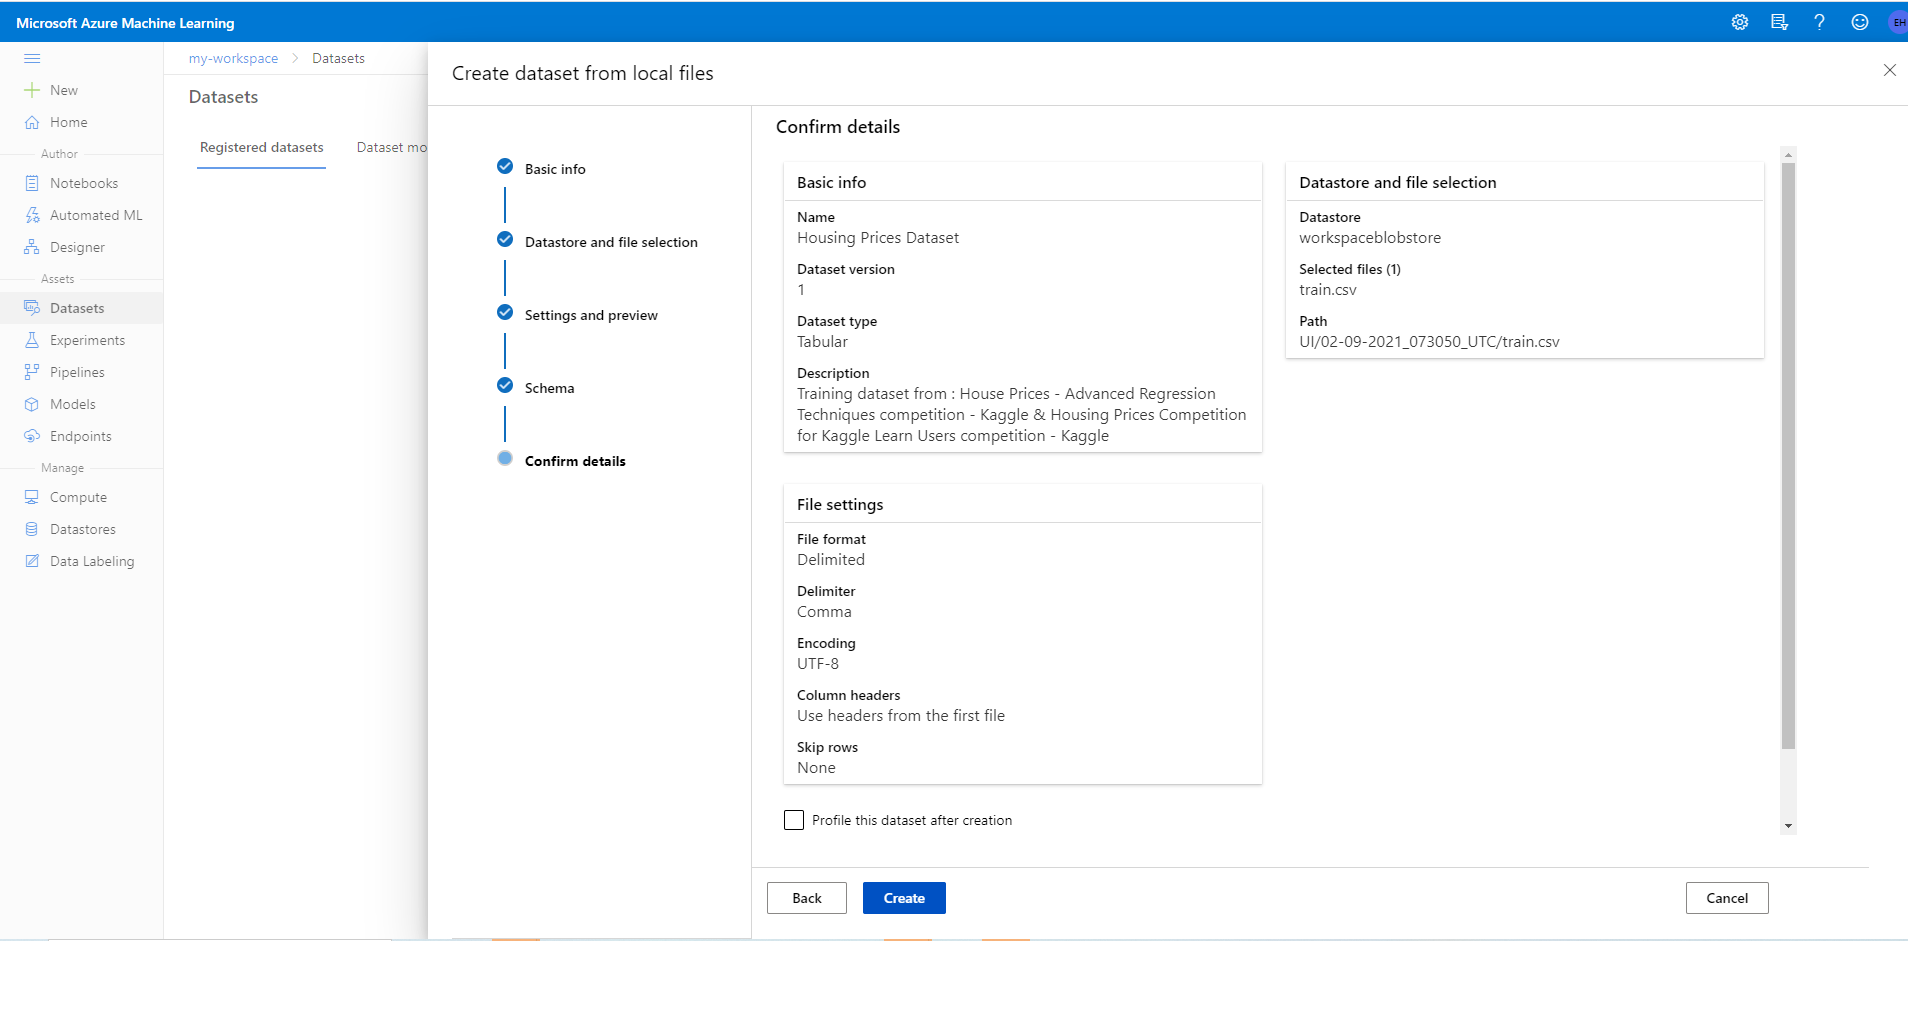 Microsoft Azure Machine Learning
EH
my-workspace > Datasets
New
Home
Author
Notebooks
Automated ML
Designer
Assets
Datasets
Experiments
Pipelines
Models
Endpoints
Manage
Compute
Datastores
Data Labeling
Datasets
Registered datasets
Dataset mo
Create dataset from local files
Basic info
Datastore and file selection
Settings and preview
Schema
Confirm details
Confirm details
Basic info
Name
Housing Prices Dataset
Dataset version
1
Dataset type
Tabular
Description
Training dataset from : House Prices - Advanced Regression
Techniques competition - Kaggle & Housing Prices Competition
for Kaggle Learn Users competition - Kaggle
Datastore and file selection
Datastore
workspaceblobstore
Selected files (1)
train.csv
Path
UI/02-09-2021_073050_UTC/train.csv
File settings
File format
Delimited
Delimiter
Comma
Encoding
UTF-8
Column headers
Use headers from the first file
Skip rows
None
Profile this dataset after creation
Back
Create
Cancel